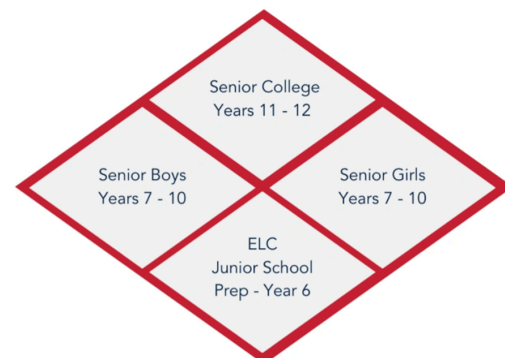 Senior College
Years 11 - 12
Senior Boys
Years 7 - 10
Senior Girls
Years 7 - 10
ELC
Junior School
Prep - Year 6